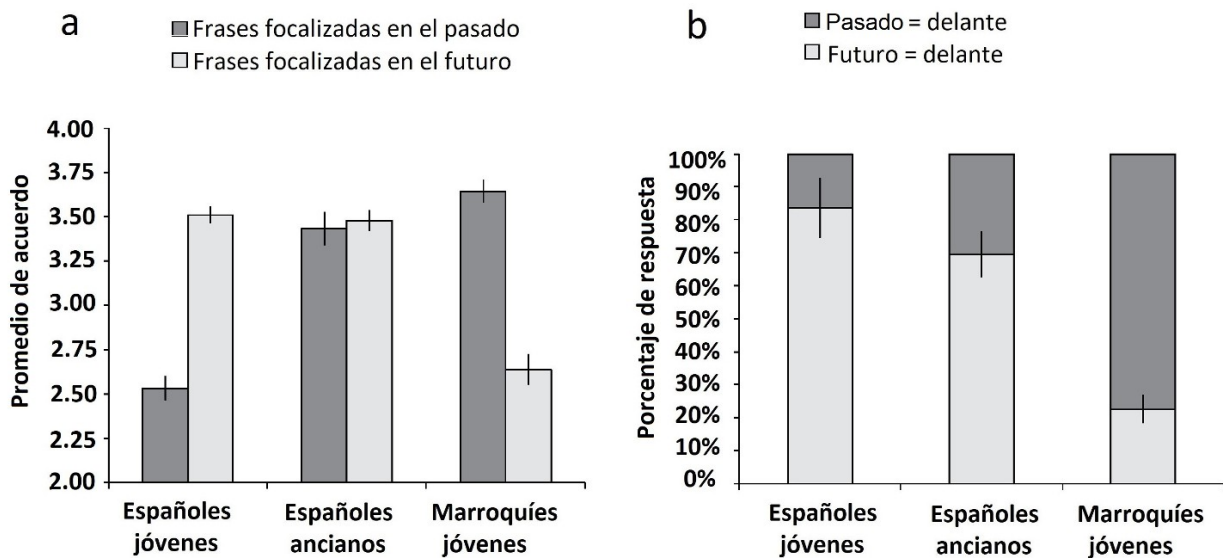 a
Frases focalizadas en el pasado
Frases focalizadas en el futuro
Promedio de acuerdo
4.00
3.75
3.50
3.25
3.00
2.75
2.50
2.25
2.00
Españoles
jóvenes
Españoles
ancianos
Marroquíes
jóvenes
b
Pasado = delante
Futuro = delante
Porcentaje de respuesta
100%
90%
80%
70%
60%
50%
40%
30%
20%
10%
0%
Españoles
jóvenes
Españoles
ancianos
Marroquíes
jóvenes